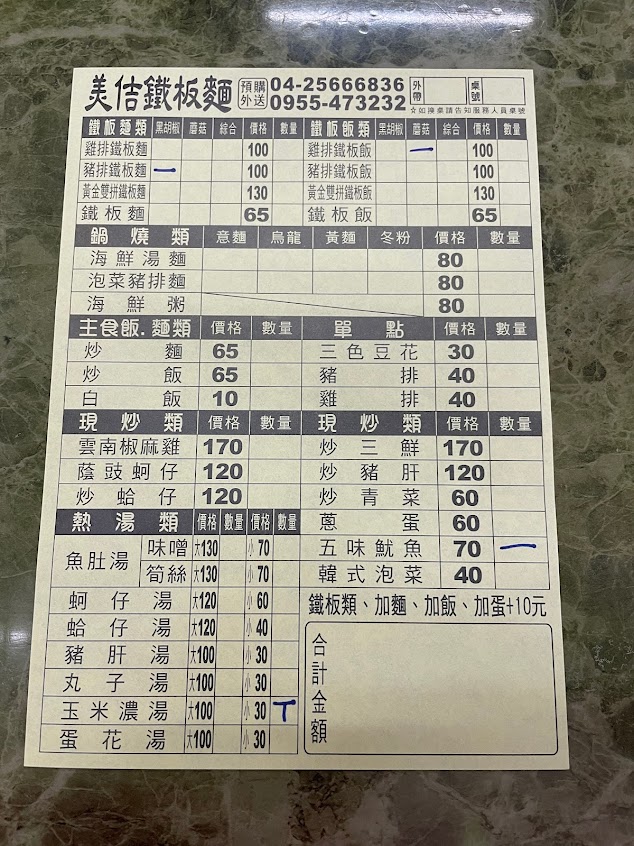 美佶鐵板麵 預購外送 04-25666836 0955-473232 外帶 桌號
☆如換桌請告知服務人員桌號
鐵板麵類 黑胡椒 蘑菇 綜合 價格 數量 鐵板飯類 黑胡椒 蘑菇 綜合 價格 數量
雞排鐵板麵 100 雞排鐵板飯 一 100
豬排鐵板麵 一 100 豬排鐵板飯 100
黃金雙拼鐵板麵 130 黃金雙拼鐵板飯 130
鐵板麵 65 鐵板飯 65
鍋燒類 意麵 烏龍 黃麵 冬粉 價格 數量
海鮮湯麵 80
泡菜豬排麵 80
海鮮粥 80
主食飯.麵類 價格 數量 單點 價格 數量
炒麵 65 三色豆花 30
炒飯 65 豬排 40
白飯 10 雞排 40
現炒類 價格 數量 現炒類 價格 數量
雲南椒麻雞 170 炒三鮮 170
蔭豉蚵仔 120 炒豬肝 120
炒蛤仔 120 炒青菜 60
熱湯類 價格 數量 價格 數量 蔥蛋 60
魚肚湯 味噌 大130 小70 五味魷魚 70 一
筍絲 大130 小70 韓式泡菜 40
蚵仔湯 大120 小60 鐵板類、加麵、加飯、加蛋+10元
蛤仔湯 大120 小40 合計金額
豬肝湯 大100 小30
丸子湯 大100 小30
玉米濃湯 大100 小30 T
蛋花湯 大100 小30